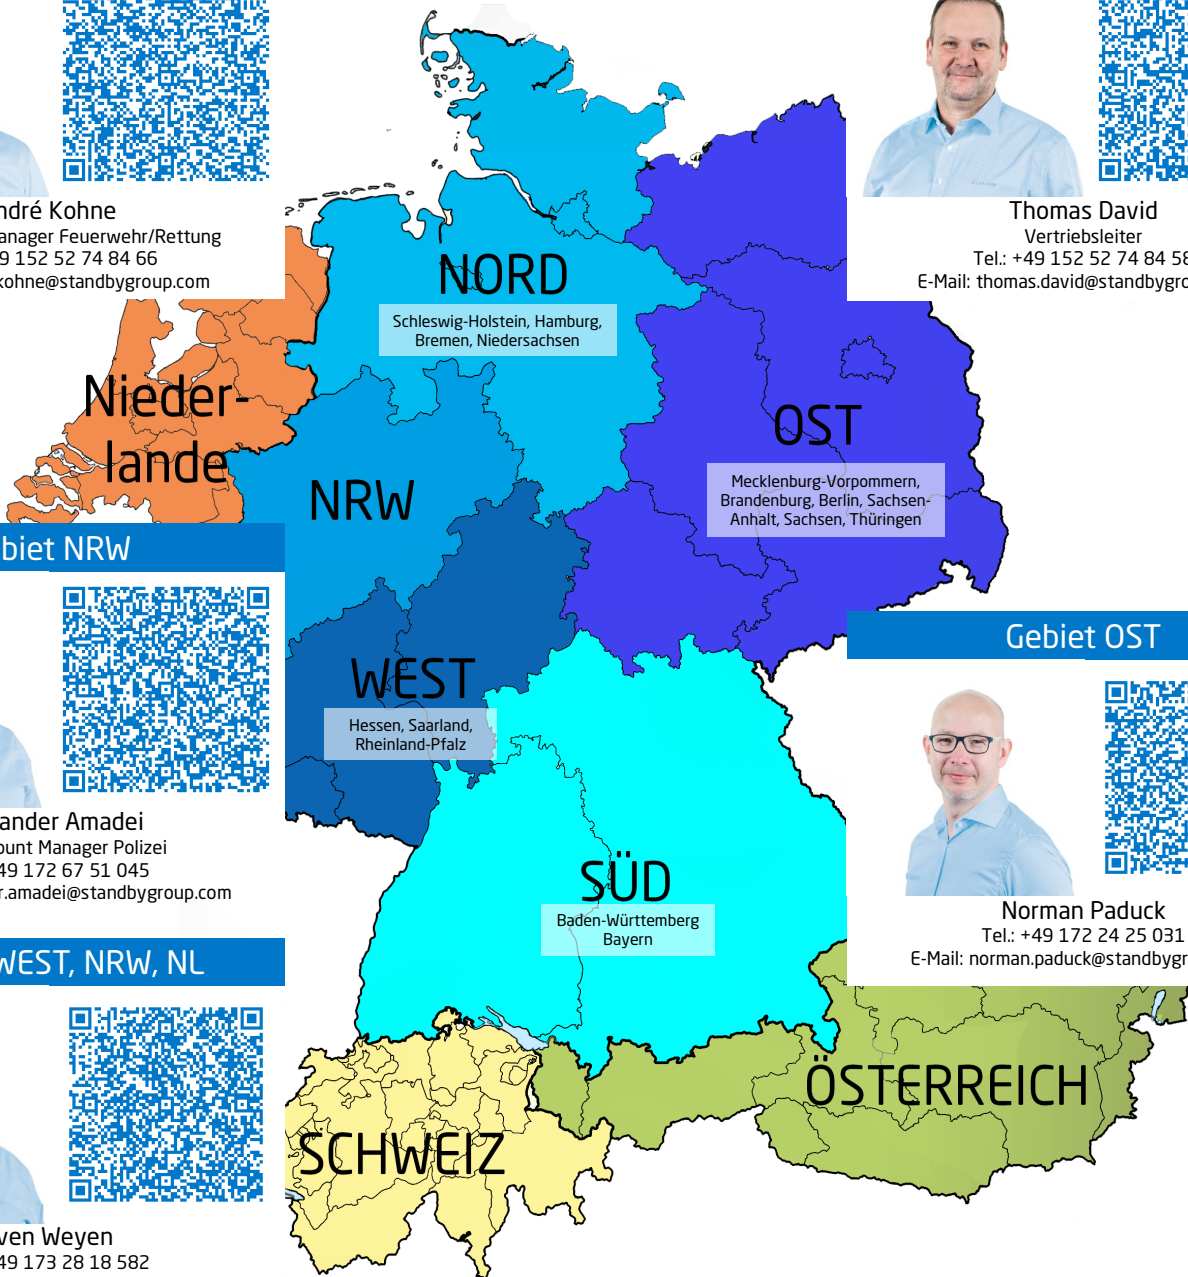 ndré Kohne
anager Feuerwehr/Rettung
9 152 52 74 84 66
kohne@standbygroup.com
Thomas David
Vertriebsleiter
Tel.: +49 152 52 74 84 58
E-Mail: thomas.david@standbygro
NORD
Schleswig-Holstein, Hamburg,
Bremen, Niedersachsen
Nieder-
lande
OST
Mecklenburg-Vorpommern,
Brandenburg, Berlin, Sachsen-
Anhalt, Sachsen, Thüringen
NRW
biet NRW
ander Amadei
ount Manager Polizei
49 172 67 51 045
r.amadei@standbygroup.com
WEST
Hessen, Saarland,
Rheinland-Pfalz
Gebiet OST
Norman Paduck
Tel.: +49 172 24 25 031
E-Mail: norman.paduck@standbygr
SÜD
Baden-Württemberg
Bayern
WEST, NRW, NL
ven Weyen
49 173 28 18 582
SCHWEIZ
ÖSTERREICH